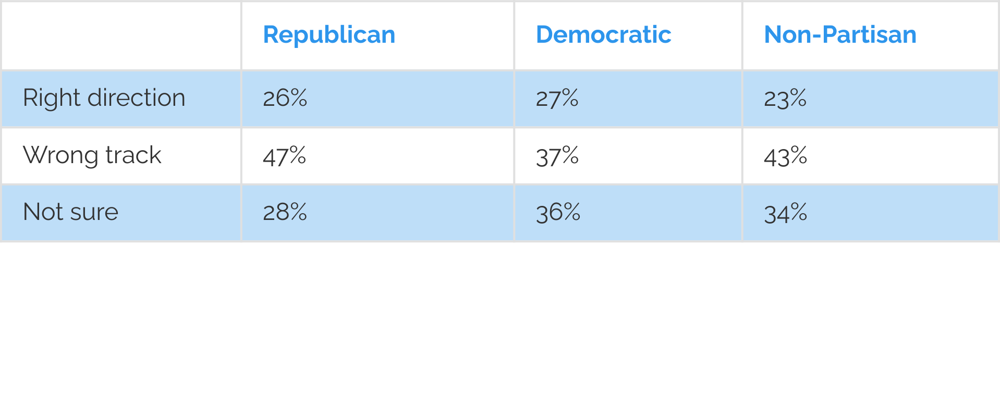 Republican Democratic Non-Partisan
Right direction 26% 27% 23%
Wrong track 47% 37% 43%
Not sure 28% 36% 34%